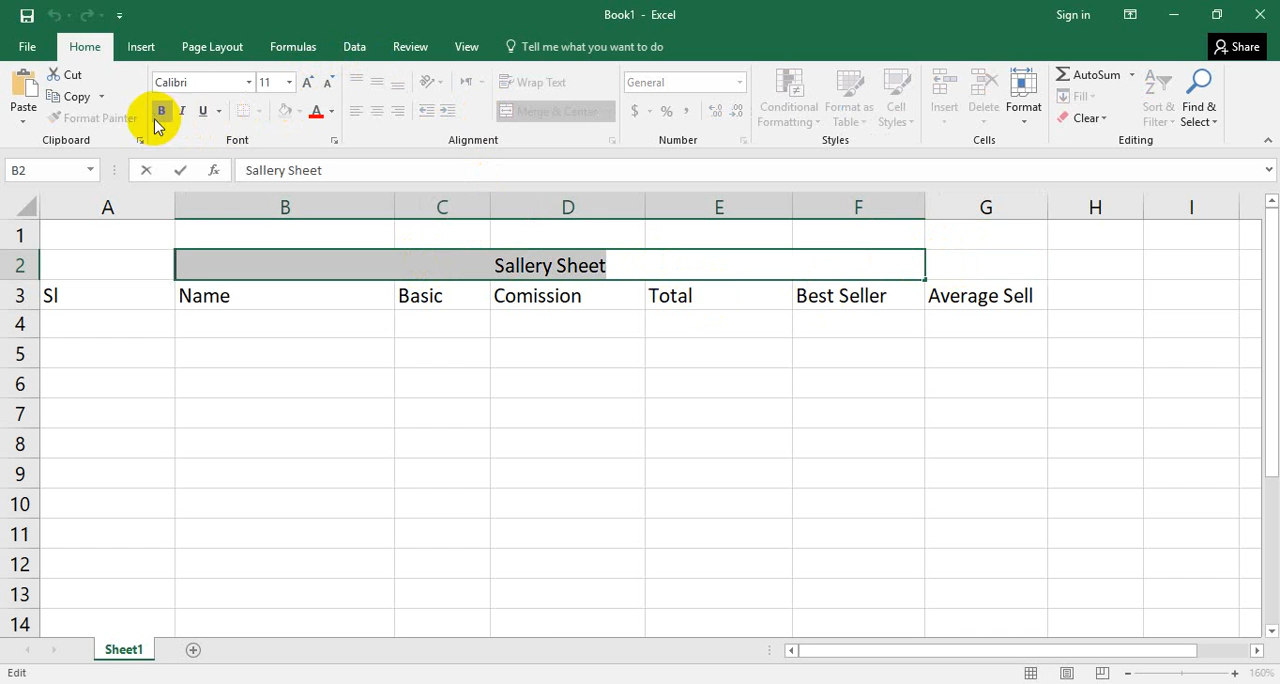 Book1 - Excel
Sign in
File Home Insert Page Layout Formulas Data Review View Tell me what you want to do
Share
Paste
Cut
Copy
Format Painter
Clipboard
Calibri 11
B I U
Font
Wrap Text
Merge & Center
Alignment
General
$ % ,
Number
Conditional Formatting
Format as Table
Cell Styles
Styles
Insert
Delete
Format
Cells
AutoSum
Fill
Clear
Sort & Filter
Find & Select
Editing
B2 fx Sallery Sheet
A B C D E F G H I
1
2 Sallery Sheet
3 Sl Name Basic Comission Total Best Seller Average Sell
4
5
6
7
8
9
10
11
12
13
14
Sheet1
Edit
160%